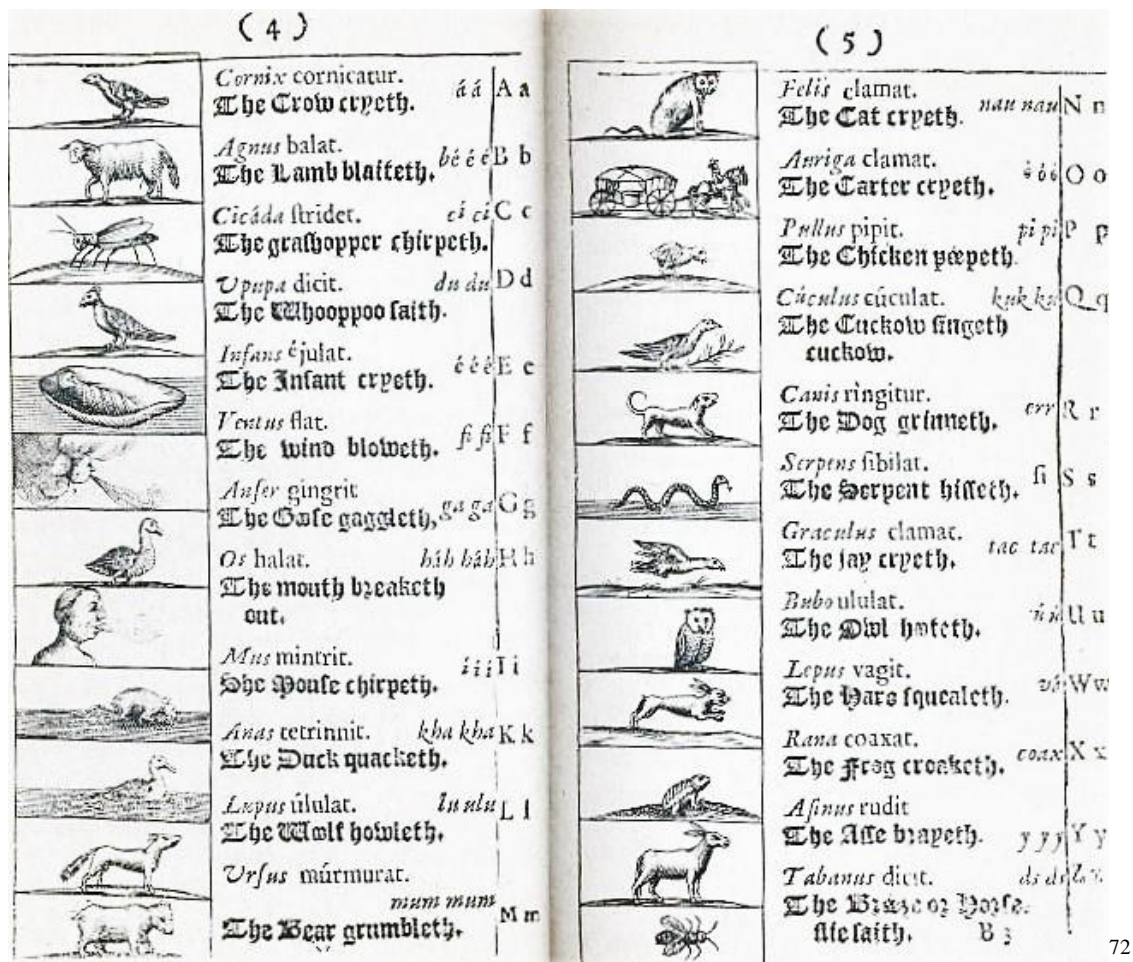 (4)
Cornix cornicatur. áá A a
The Crow cryeth.
Agnus balat. bé é é B b
The Lamb blaiteth.
Cicáda ſtridet. cí cí C c
The graſhopper chirpeth.
Upupa dicit. du du D d
The Whooppoo ſaith.
Infans éjulat. é é é E e
The Infant cryeth.
Ventus flat. fi fi F f
The wind bloweth.
Anſer gingrit ga ga G g
The Gooſe gaggleth,
Os halat. háh háh H h
The mouth breaketh
out.
Mus mintrit. í í í I i
The Mouſe chirpeth.
Anas tetrinnit. kha kha K k
The Duck quacketh.
Lupus úlulat. lu ulu L l
The Wolf howleth.
Urſus múrmurat.
mum mum M m
The Bear grumbleth.
(5)
Felis clamat. nau nau N n
The Cat cryeth.
Auriga clamat. ó ó ó O o
The Carter cryeth.
Pullus pipit. pi pi P p
The Chicken peepeth.
Cúculus cúculat. kuk ku Q q
The Cuckow ſingeth
cuckow.
Canis ringitur. err R r
The Dog grinneth.
Serpens ſibilat. ſi S s
The Serpent hiſſeth.
Graculus clamat. tac tac T t
The Jay cryeth.
Bubo ululat. ú ú U u
The Owl hooteth.
Lepus vagit. vá W w
The Hare ſquealeth.
Rana coaxat. coax X x
The Frog croaketh.
Aſinus rudit y y y Y y
The Aſſe brayeth.
Tabanus dicit. ds ds Z z
The Breeze or Horſe-
flie ſaith. B 3
72